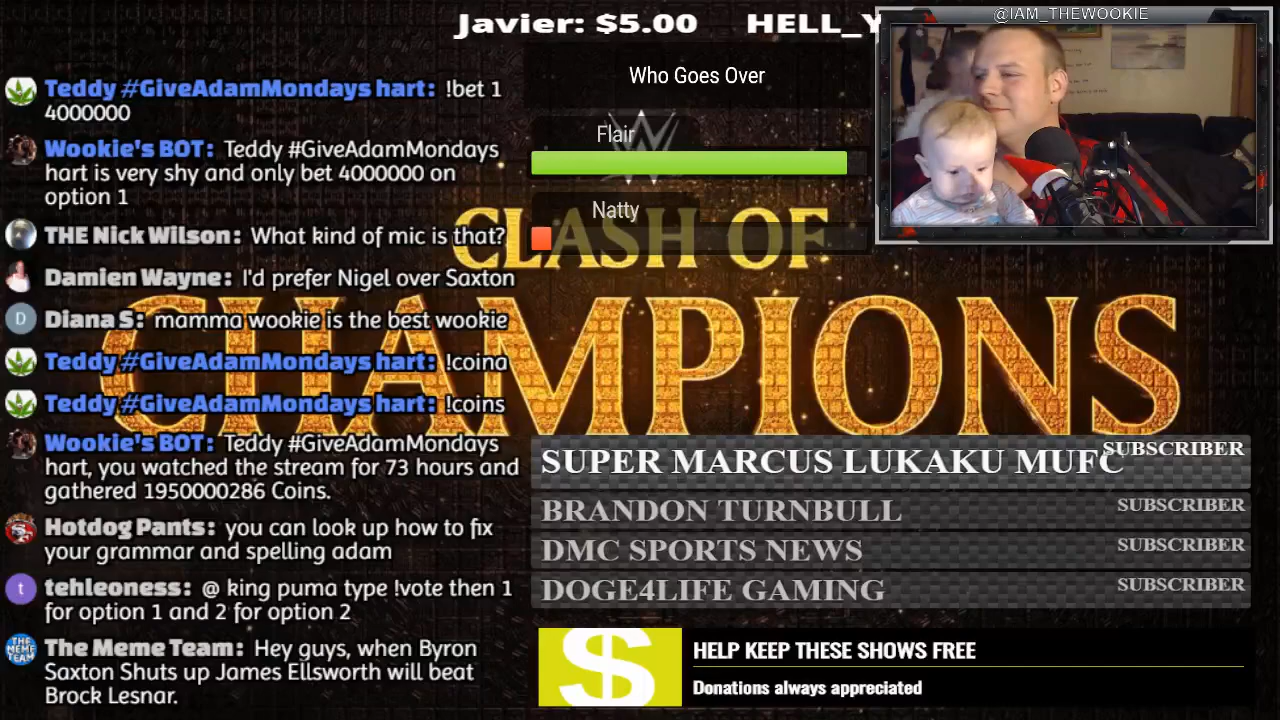 Javier: $5.00 HELL_Y
@IAM_THEWOOKIE
Teddy #GiveAdamMondays hart: !bet 1
4000000
Wookie's BOT: Teddy #GiveAdamMondays
hart is very shy and only bet 4000000 on
option 1
THE Nick Wilson: What kind of mic is that?
Damien Wayne: I'd prefer Nigel over Saxton
Diana S: mamma wookie is the best wookie
Teddy #GiveAdamMondays hart: !coina
Teddy #GiveAdamMondays hart: !coins
Wookie's BOT: Teddy #GiveAdamMondays
hart, you watched the stream for 73 hours and
gathered 1950000286 Coins.
Hotdog Pants: you can look up how to fix
your grammar and spelling adam
tehleoness: @ king puma type !vote then 1
for option 1 and 2 for option 2
The Meme Team: Hey guys, when Byron
Saxton Shuts up James Ellsworth will beat
Brock Lesnar.
D
t
THE
MEME
TEAM
Who Goes Over
Flair
Natty
W
CLASH OF
CHAMPIONS
SUPER MARCUS LUKAKU MUFC SUBSCRIBER
BRANDON TURNBULL SUBSCRIBER
DMC SPORTS NEWS SUBSCRIBER
DOGE4LIFE GAMING SUBSCRIBER
$
HELP KEEP THESE SHOWS FREE
Donations always appreciated